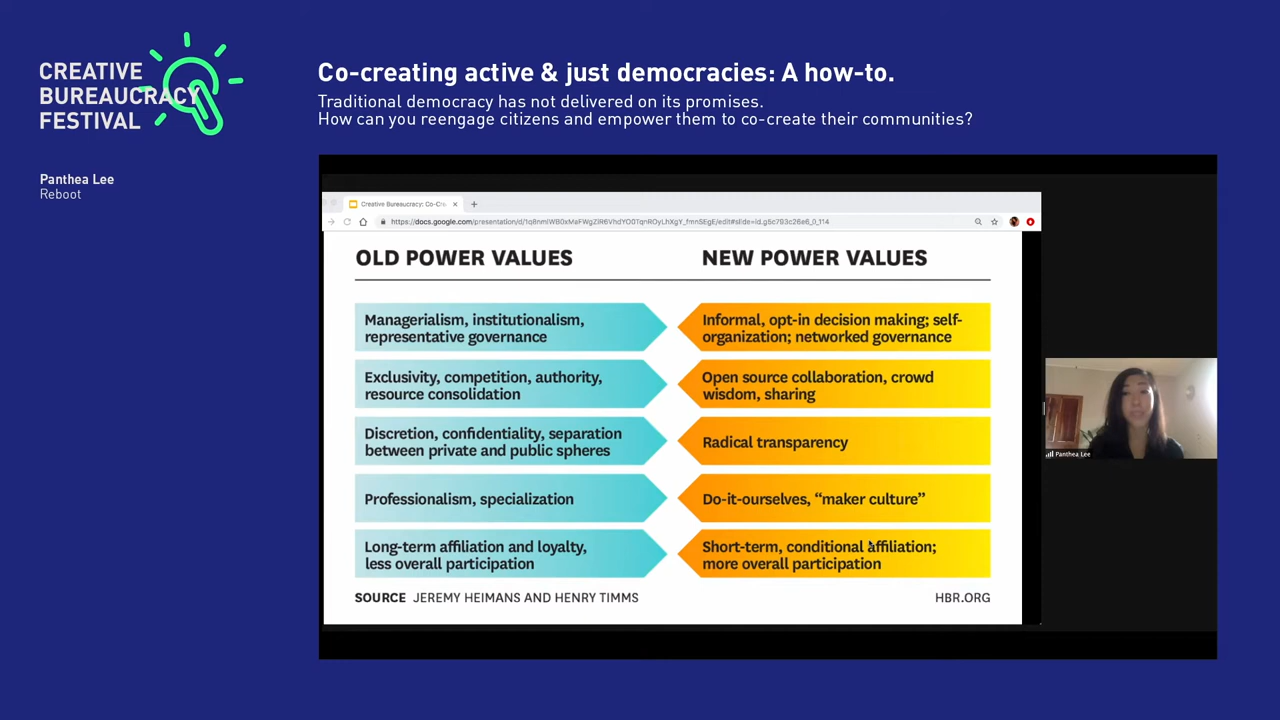 CREATIVE
BUREAUCRACY
FESTIVAL
Panthea Lee
Reboot
Co-creating active & just democracies: A how-to.
Traditional democracy has not delivered on its promises.
How can you reengage citizens and empower them to co-create their communities?
Creative Bureaucracy: Co-Cre
OLD POWER VALUES
NEW POWER VALUES
Managerialism, institutionalism,
representative governance
Informal, opt-in decision making; self-
organization; networked governance
Exclusivity, competition, authority,
resource consolidation
Open source collaboration, crowd
wisdom, sharing
Discretion, confidentiality, separation
between private and public spheres
Radical transparency
Professionalism, specialization
Do-it-ourselves, “maker culture”
Long-term affiliation and loyalty,
less overall participation
Short-term, conditional affiliation;
more overall participation
SOURCE JEREMY HEIMANS AND HENRY TIMMS
HBR.ORG
Panthea Lee